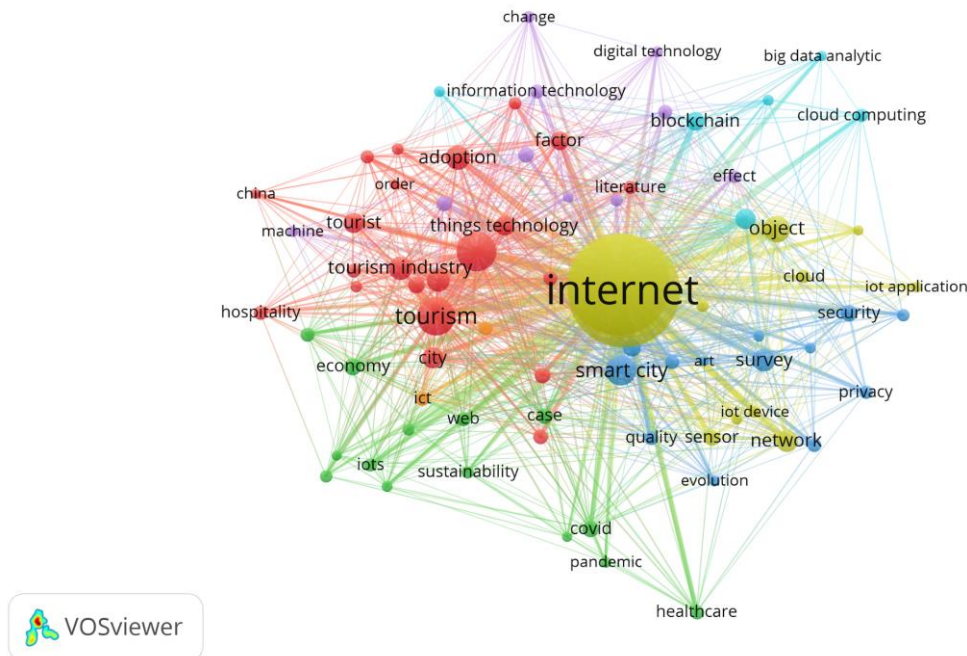 change
digital technology
big data analytic
information technology
cloud computing
blockchain
factor
adoption
effect
order
literature
china
tourist
things technology
object
machine
tourism industry
cloud
internet
iot application
hospitality
tourism
security
city
economy
smart city
art
survey
privacy
ict
web
case
iot device
quality
sensor
network
iots
sustainability
evolution
covid
pandemic
healthcare
VOSviewer